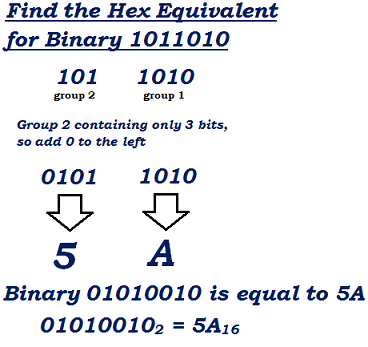 Find the Hex Equivalent
for Binary 1011010
101 1010
group 2 group 1
Group 2 containing only 3 bits,
so add 0 to the left
0101 1010
5 A
Binary 01010010 is equal to 5A
01010010₂ = 5A₁₆